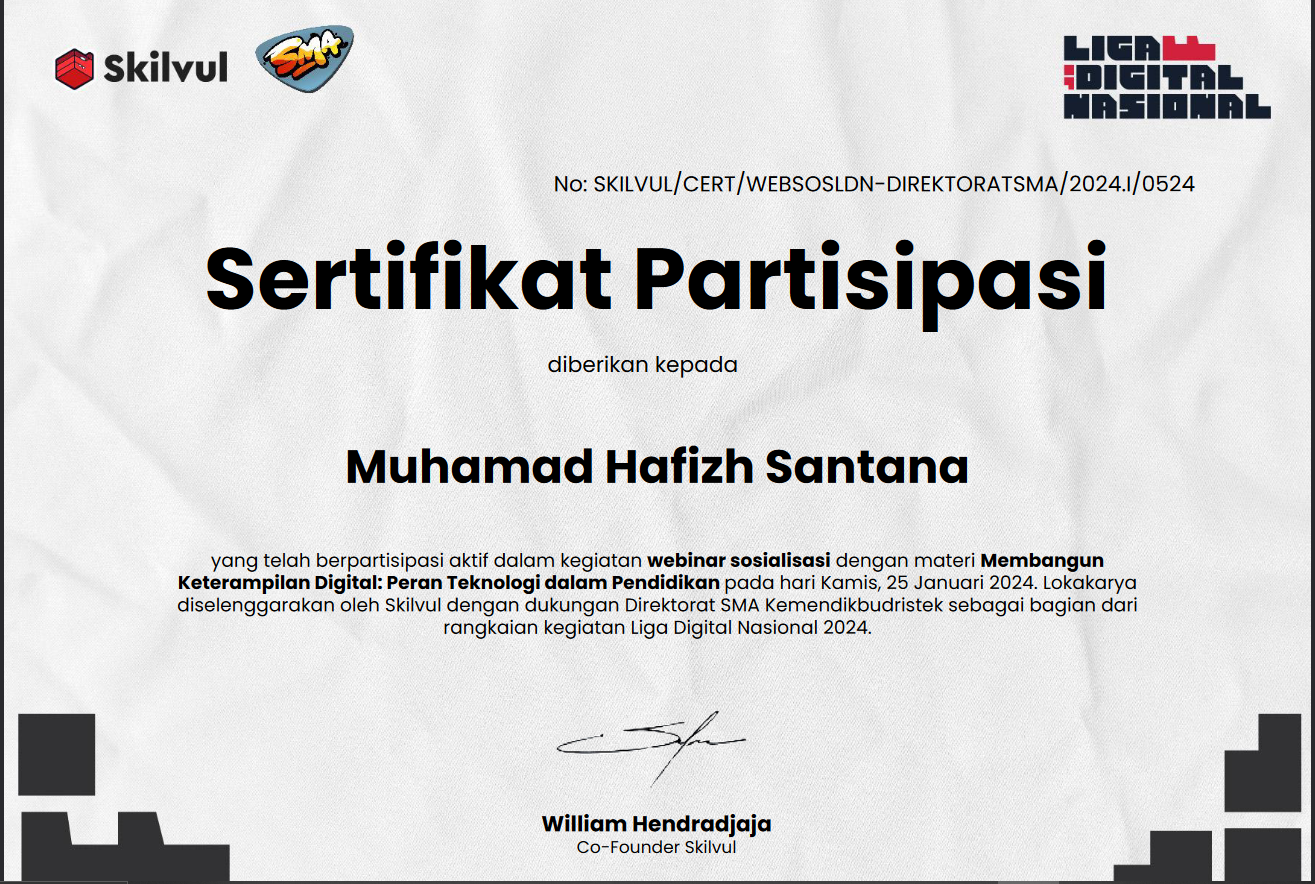 Skilvul
SMA
LIGA
DIGITAL
NASIONAL
No: SKILVUL/CERT/WEBSOSLDN-DIREKTORATSMA/2024.I/0524
Sertifikat Partisipasi
diberikan kepada
Muhamad Hafizh Santana
yang telah berpartisipasi aktif dalam kegiatan webinar sosialisasi dengan materi Membangun
Keterampilan Digital: Peran Teknologi dalam Pendidikan pada hari Kamis, 25 Januari 2024. Lokakarya
diselenggarakan oleh Skilvul dengan dukungan Direktorat SMA Kemendikbudristek sebagai bagian dari
rangkaian kegiatan Liga Digital Nasional 2024.
William Hendradjaja
Co-Founder Skilvul